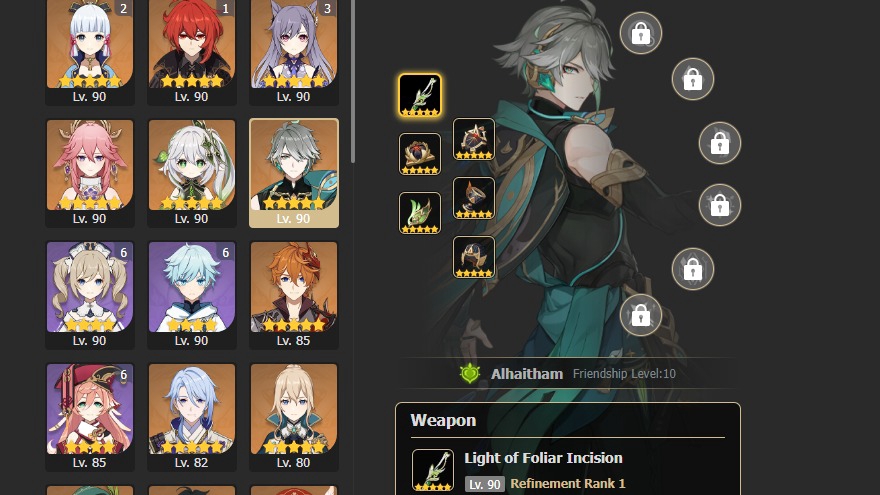 2
1
3
Lv. 90
Lv. 90
Lv. 90
Lv. 90
Lv. 90
Lv. 90
6
6
Lv. 90
Lv. 90
Lv. 85
6
Lv. 85
Lv. 82
Lv. 80
Alhaitham Friendship Level:10
Weapon
Light of Foliar Incision
Lv. 90 Refinement Rank 1